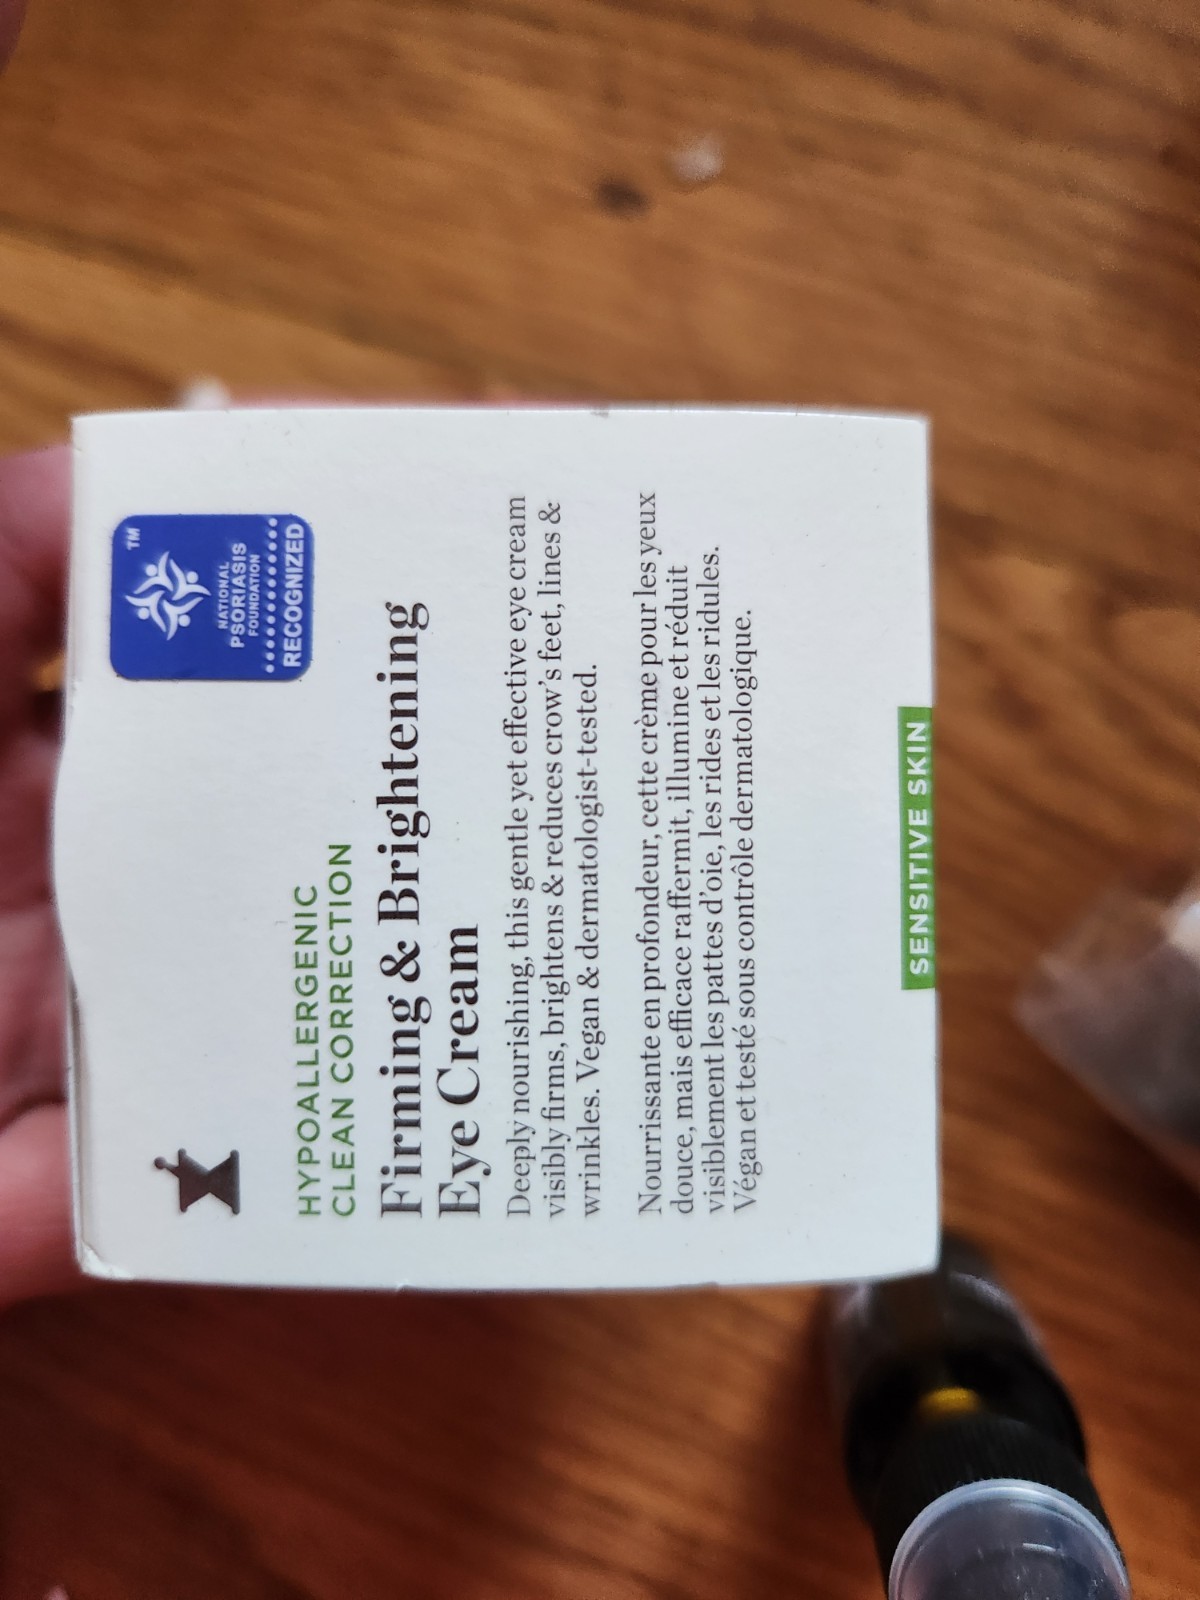 TM
NATIONAL
PSORIASIS
FOUNDATION
RECOGNIZED
HYPOALLERGENIC
CLEAN CORRECTION
Firming & Brightening
Eye Cream
Deeply nourishing, this gentle yet effective eye cream
visibly firms, brightens & reduces crow's feet, lines &
wrinkles. Vegan & dermatologist-tested.
Nourrissante en profondeur, cette crème pour les yeux
douce, mais efficace raffermit, illumine et réduit
visiblement les pattes d'oie, les rides et les ridules.
Végan et testé sous contrôle dermatologique.
SENSITIVE SKIN